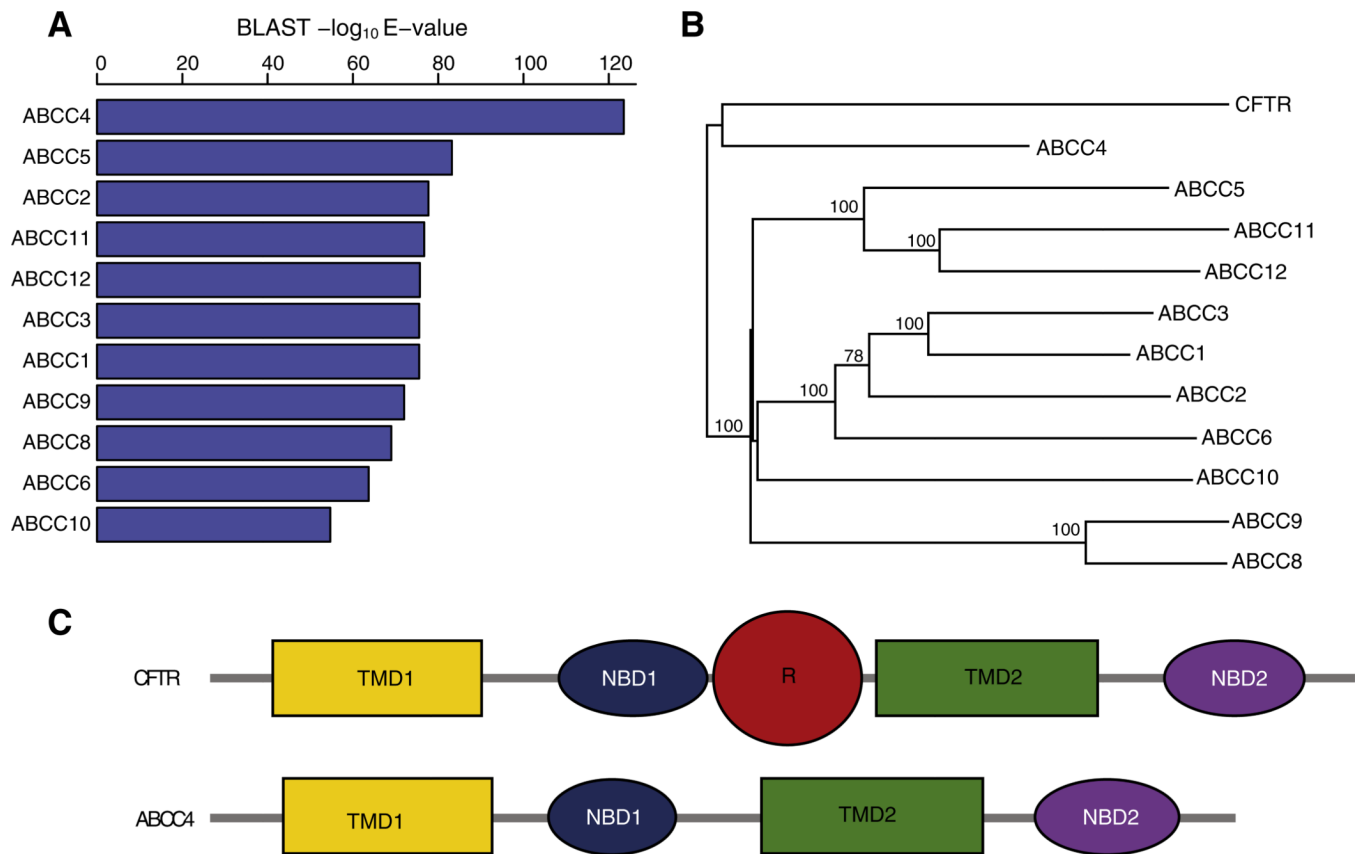 A
BLAST −log₁₀ E−value
0 20 40 60 80 100 120
ABCC4
ABCC5
ABCC2
ABCC11
ABCC12
ABCC3
ABCC1
ABCC9
ABCC8
ABCC6
ABCC10
B
CFTR
ABCC4
ABCC5
100
ABCC11
100
ABCC12
ABCC3
100
ABCC1
78
ABCC2
100
ABCC6
100
ABCC10
ABCC9
100
ABCC8
C
CFTR TMD1 NBD1 R TMD2 NBD2
ABCC4 TMD1 NBD1 TMD2 NBD2